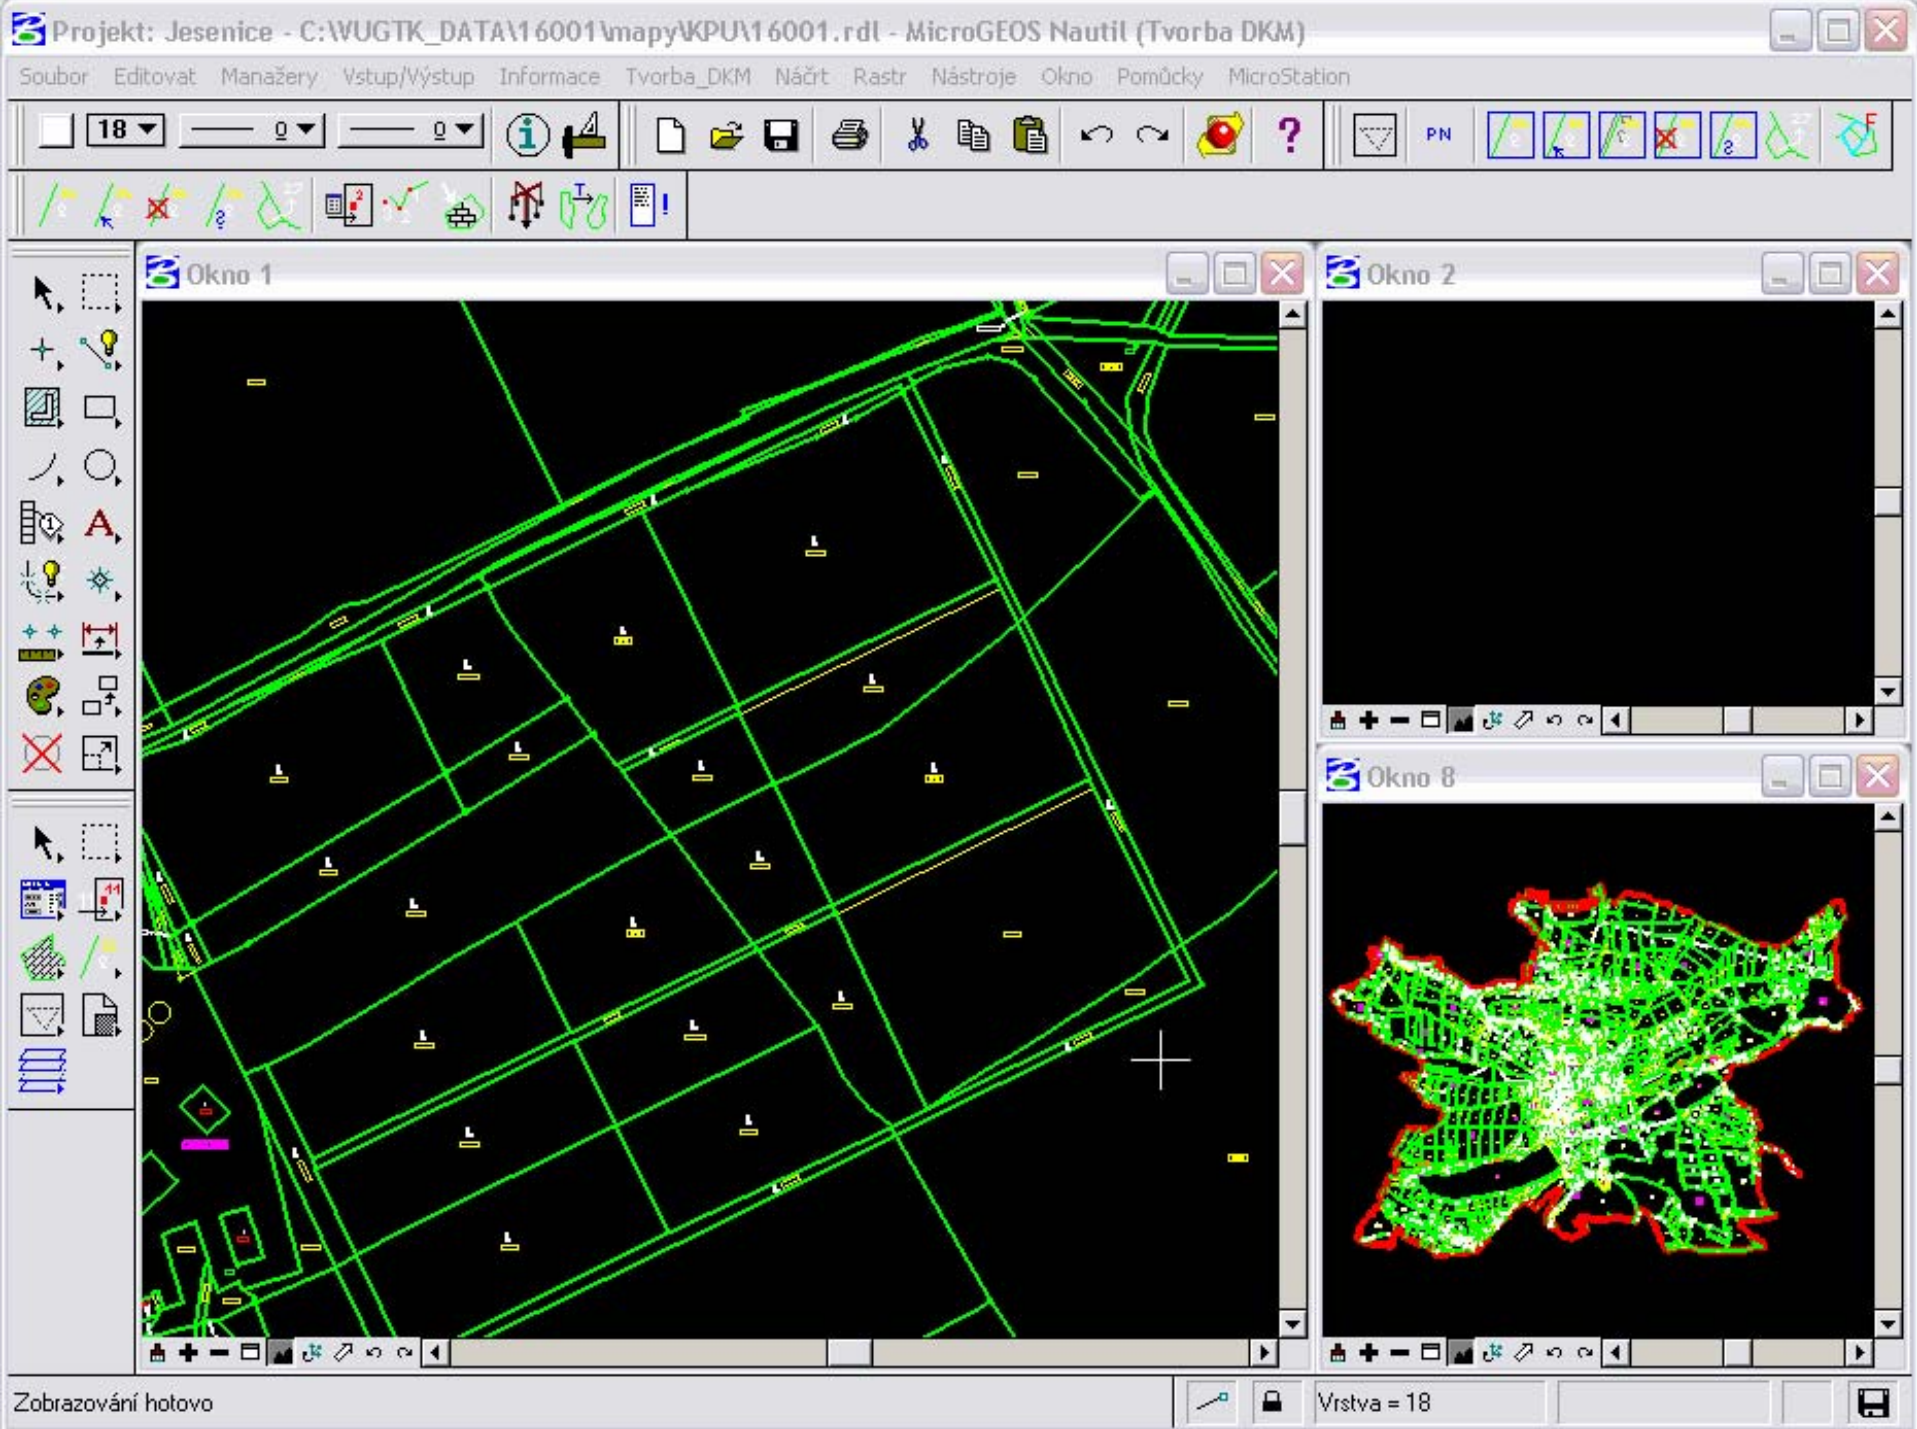 Projekt: Jesenice - C:\VUGTK_DATA\16001\mapy\KPU\16001.rdl - MicroGEOS Nautil (Tvorba DKM)
Soubor Editovat Manažery Vstup/Výstup Informace Tvorba_DKM Náčrt Rastr Nástroje Okno Pomůcky MicroStation
18 0 0 ? PN F
Okno 1
Okno 2
Okno 8
Zobrazování hotovo
Vrstva = 18